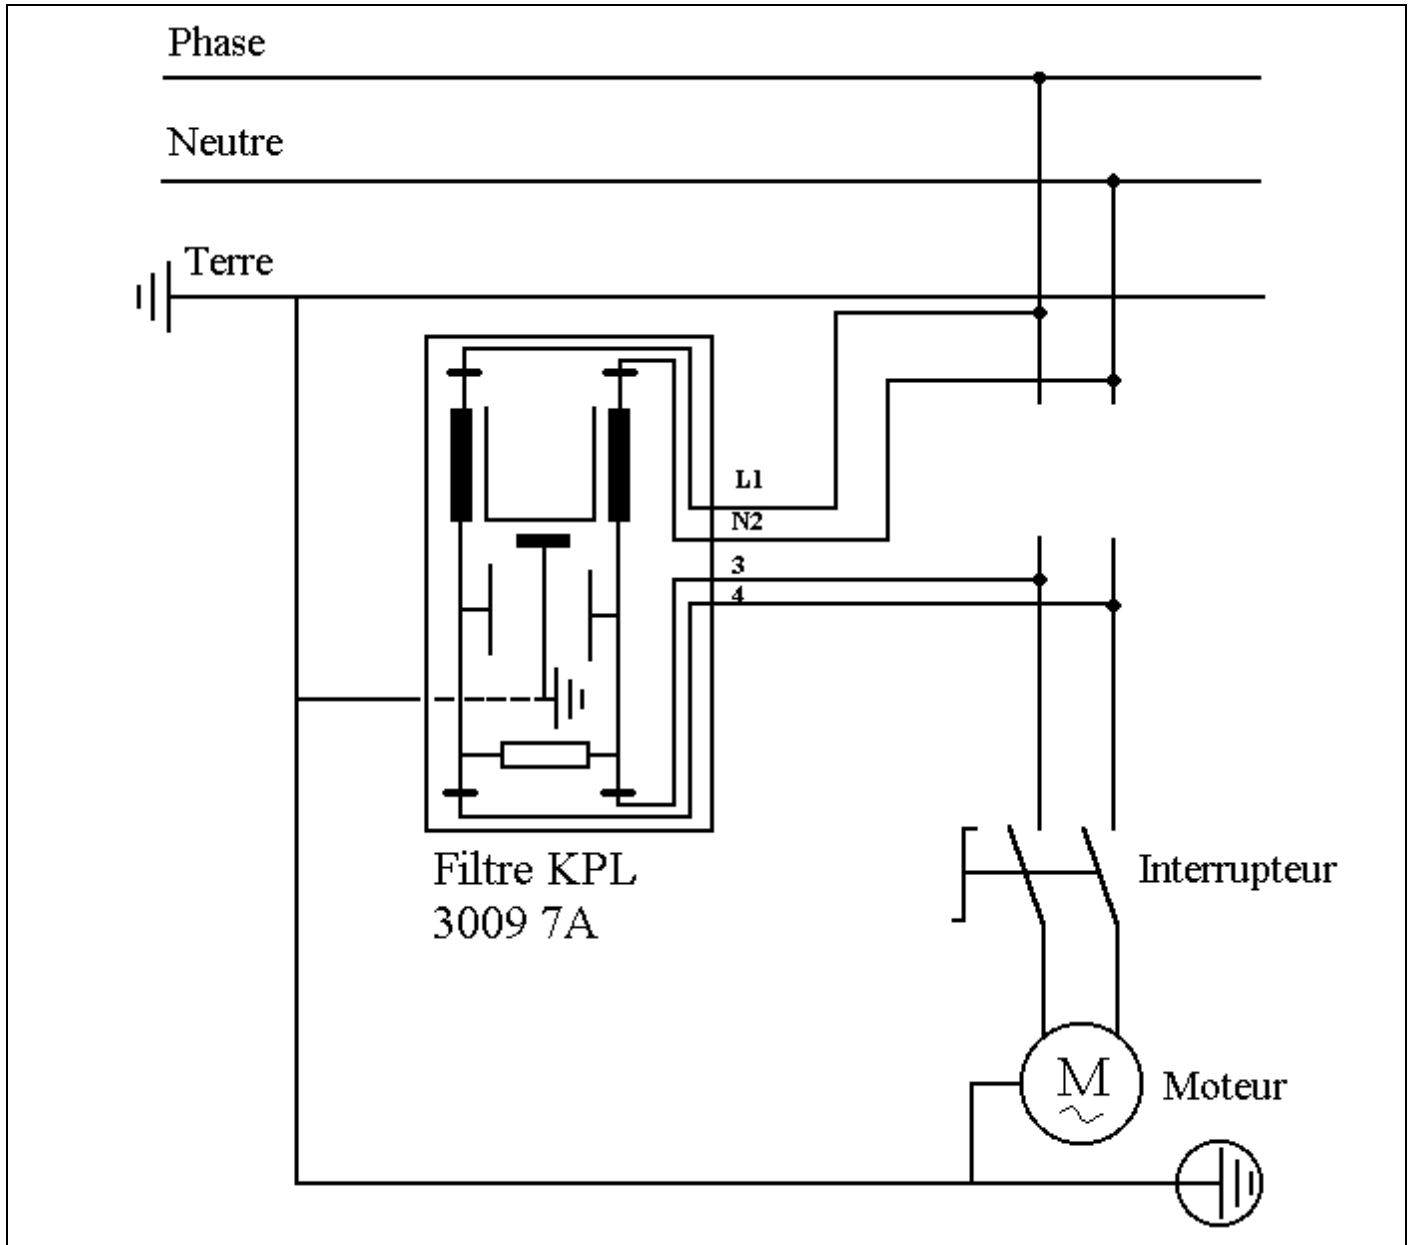 Phase
Neutre
Terre
L1
N2
3
4
Filtre KPL
3009 7A
Interrupteur
M
Moteur